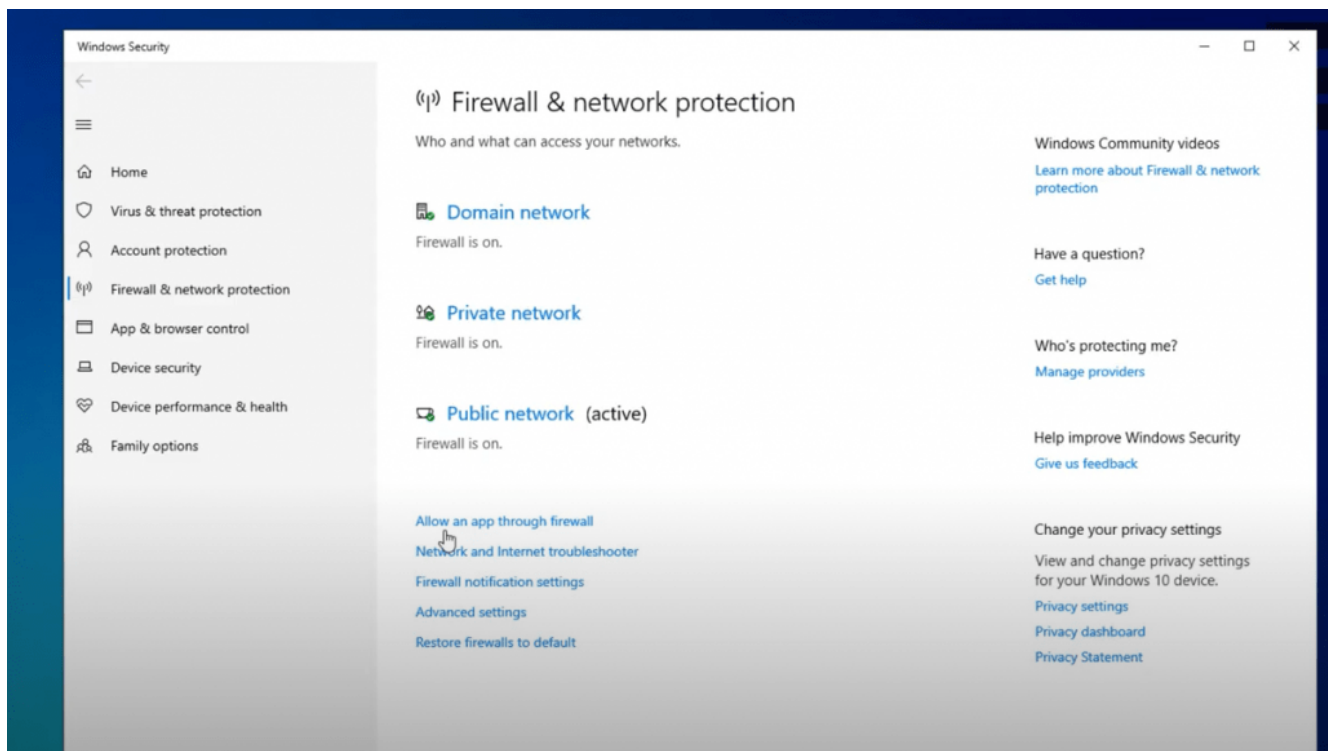 Windows Security
Home
Virus & threat protection
Account protection
Firewall & network protection
App & browser control
Device security
Device performance & health
Family options
Firewall & network protection
Who and what can access your networks.
Domain network
Firewall is on.
Private network
Firewall is on.
Public network (active)
Firewall is on.
Allow an app through firewall
Network and Internet troubleshooter
Firewall notification settings
Advanced settings
Restore firewalls to default
Windows Community videos
Learn more about Firewall & network
protection
Have a question?
Get help
Who's protecting me?
Manage providers
Help improve Windows Security
Give us feedback
Change your privacy settings
View and change privacy settings
for your Windows 10 device.
Privacy settings
Privacy dashboard
Privacy Statement